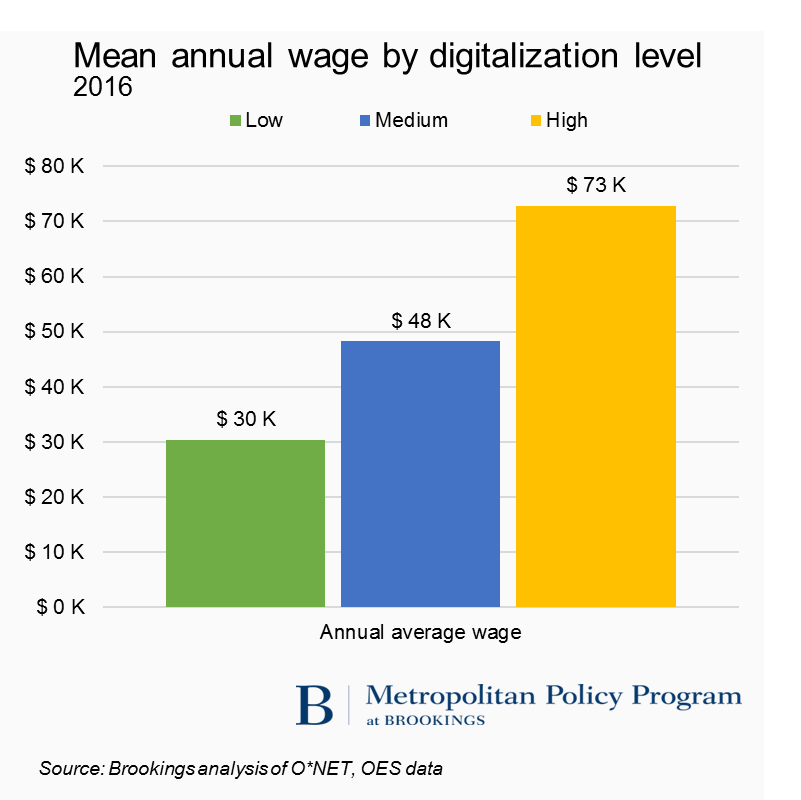 Mean annual wage by digitalization level
2016
Low Medium High
$ 80 K
$ 73 K
$ 70 K
$ 60 K
$ 50 K
$ 48 K
$ 40 K
$ 30 K
$ 30 K
$ 20 K
$ 10 K
$ 0 K
Annual average wage
B Metropolitan Policy Program
at BROOKINGS
Source: Brookings analysis of O*NET, OES data